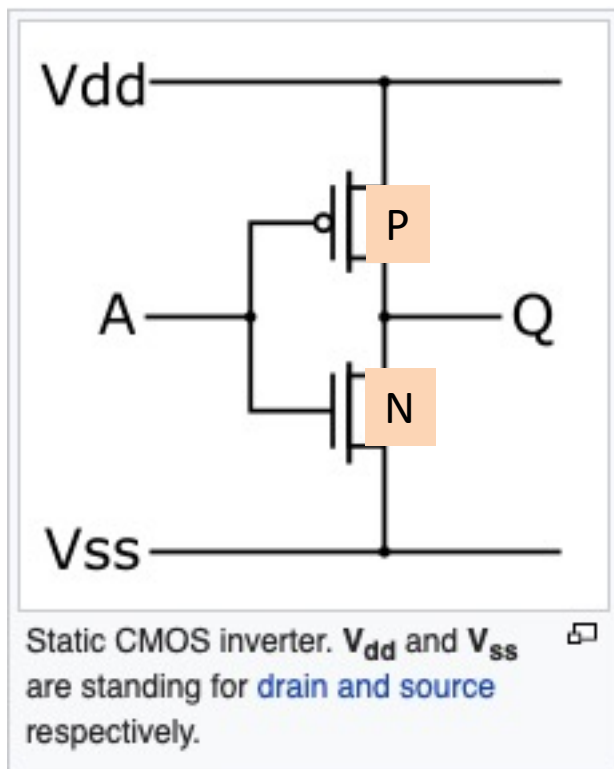 Vdd
P
A
Q
N
Vss
Static CMOS inverter. Vdd and Vss
are standing for drain and source
respectively.